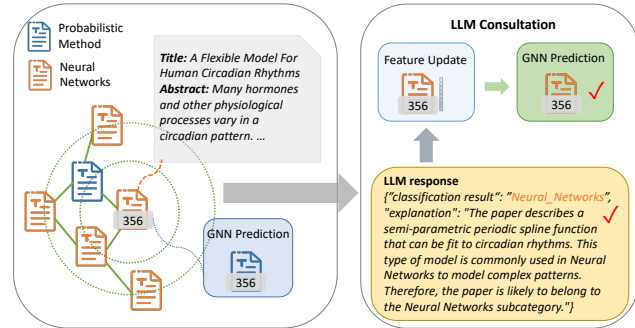 Probabilistic
Method
Neural
Networks
Title: A Flexible Model For
Human Circadian Rhythms
Abstract: Many hormones
and other physiological
processes vary in a
circadian pattern. ...
356
GNN Prediction
356
LLM Consultation
Feature Update
356
GNN Prediction
356
LLM response
{"classification result": "Neural_Networks",
"explanation": "The paper describes a
semi-parametric periodic spline function
that can be fit to circadian rhythms. This
type of model is commonly used in Neural
Networks to model complex patterns.
Therefore, the paper is likely to belong to
the Neural Networks subcategory."}